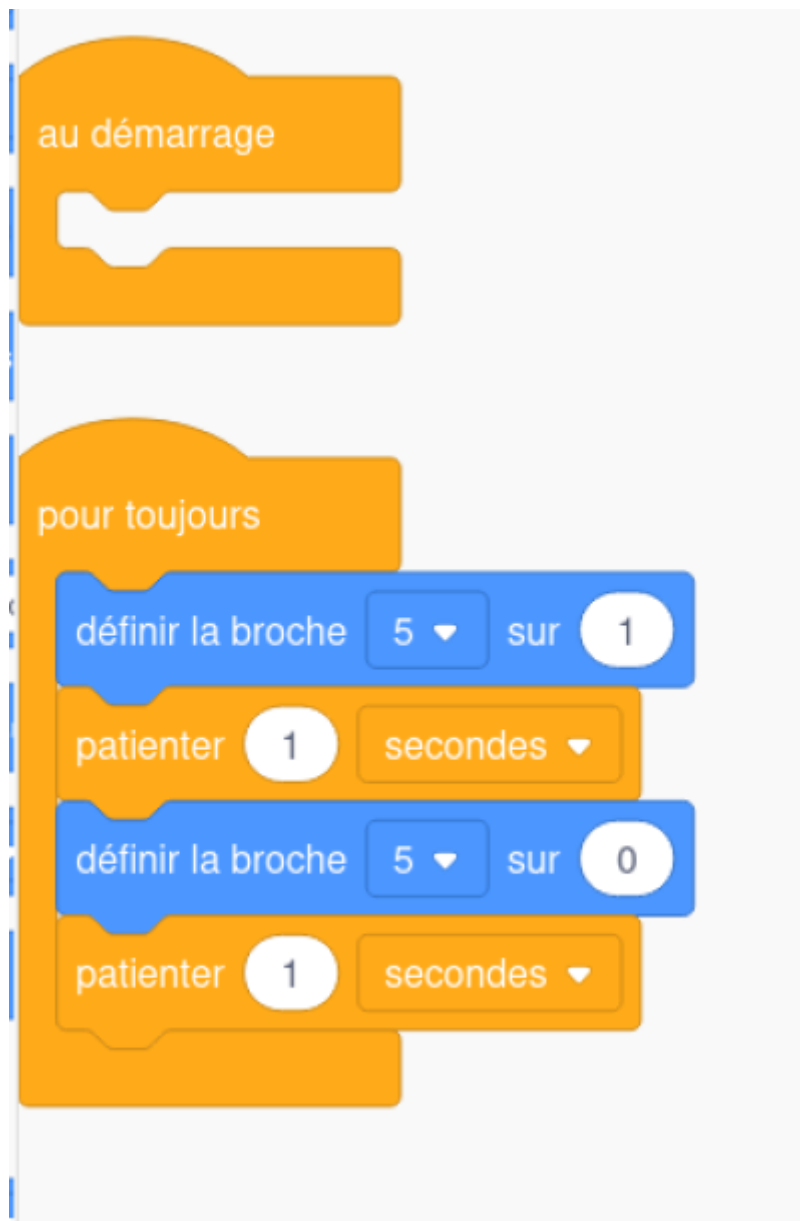 au démarrage
pour toujours
définir la broche 5 sur 1
patienter 1 secondes
définir la broche 5 sur 0
patienter 1 secondes